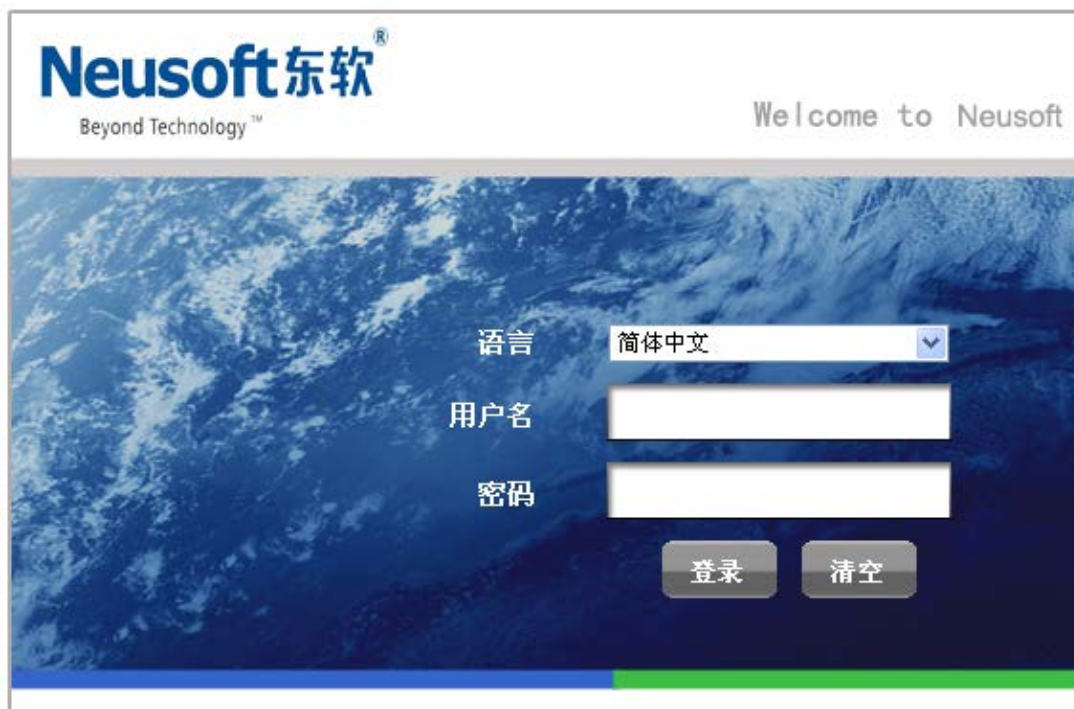 Neusoft东软®
Beyond Technology™
Welcome to Neusoft
语言 简体中文
用户名
密码
登录 清空